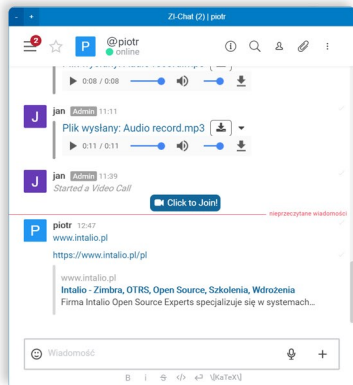 - + ZI-Chat (2) | piotr
2
P @piotr
online
0:08 / 0:08
J jan Admin 11:11
Plik wysłany: Audio record.mp3
0:11 / 0:11
J jan Admin 11:39
Started a Video Call
Click to Join!
nieprzeczytane wiadomości
P piotr 12:47
www.intalio.pl
https://www.intalio.pl/pl
www.intalio.pl
Intalio - Zimbra, OTRS, Open Source, Szkolenia, Wdrożenia
Firma Intalio Open Source Experts specjalizuje się w systemach...
Wiadomość
B i S </> \[KaTeX\]